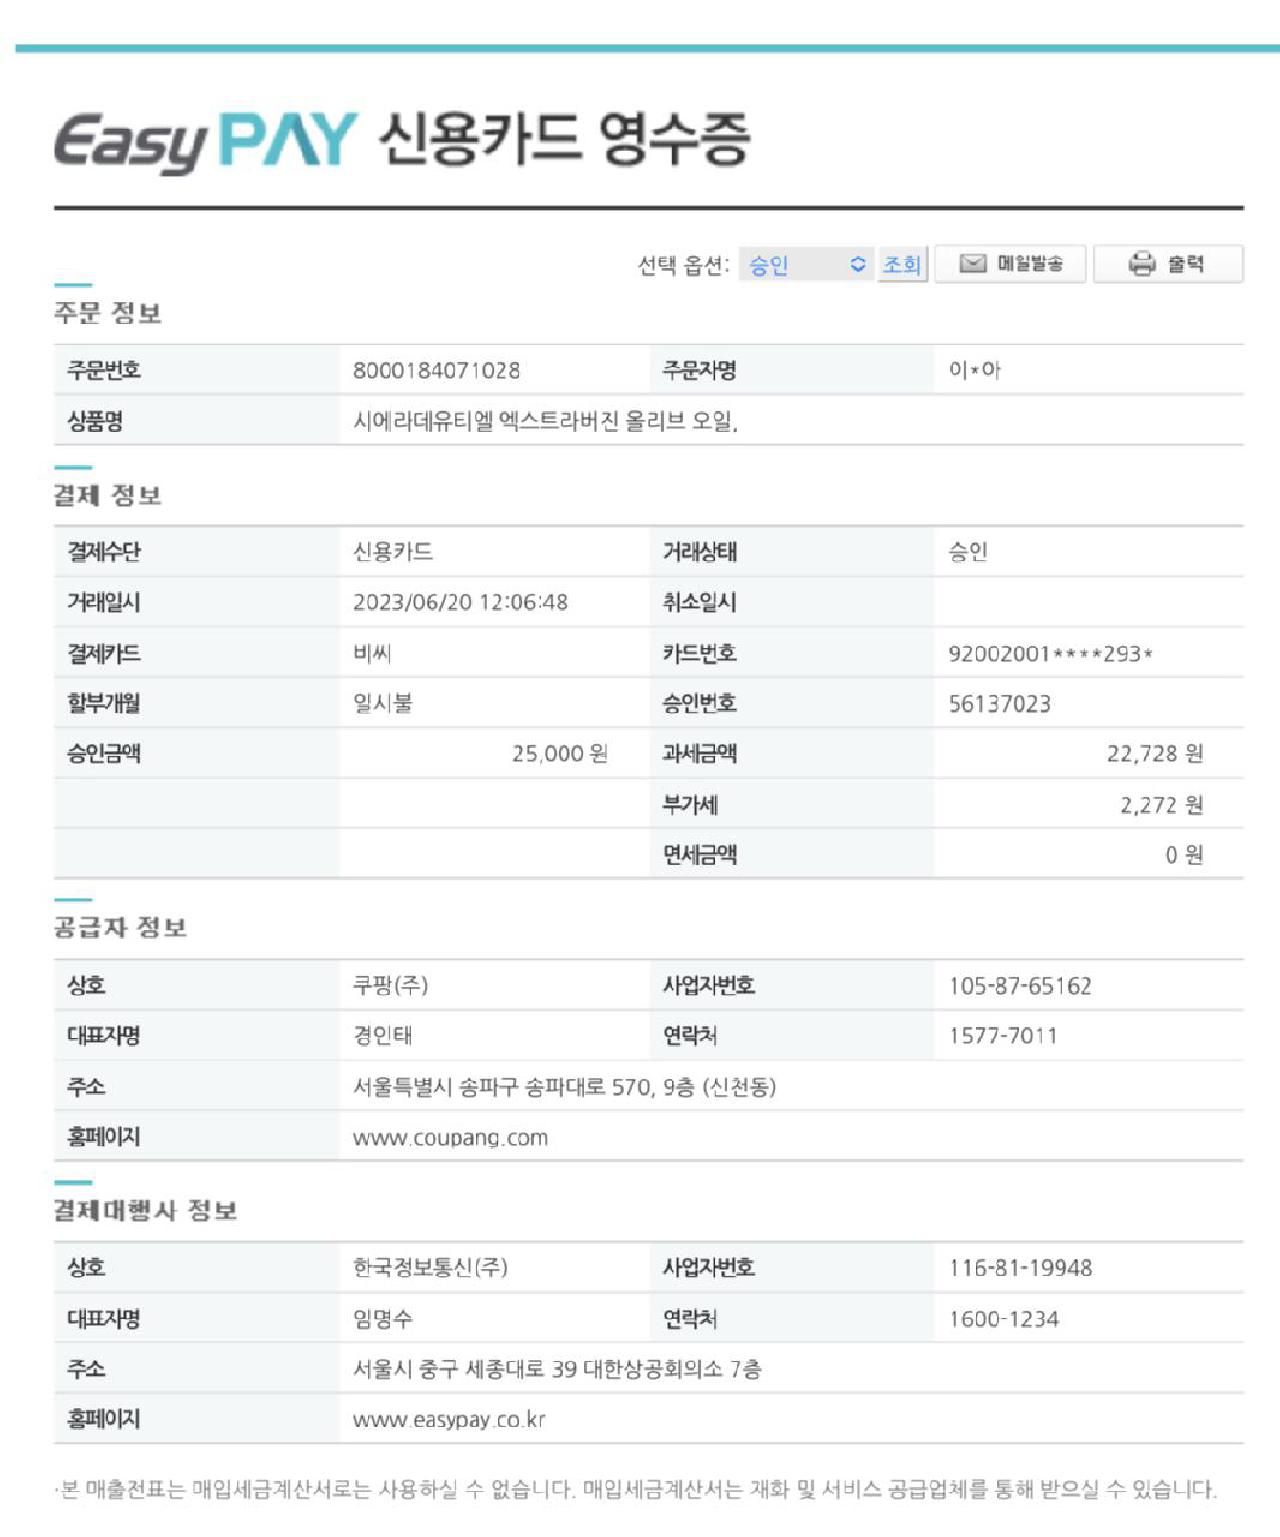 Easy PAY 신용카드 영수증
선택 옵션: 승인 조회 메일발송 출력
주문 정보
주문번호 8000184071028 주문자명 이*아
상품명 시에라데유티엘 엑스트라버진 올리브 오일,
결제 정보
결제수단 신용카드 거래상태 승인
거래일시 2023/06/20 12:06:48 취소일시
결제카드 비씨 카드번호 92002001****293*
할부개월 일시불 승인번호 56137023
승인금액 25,000 원 과세금액 22,728 원
부가세 2,272 원
면세금액 0 원
공급자 정보
상호 쿠팡(주) 사업자번호 105-87-65162
대표자명 경인태 연락처 1577-7011
주소 서울특별시 송파구 송파대로 570, 9층 (신천동)
홈페이지 www.coupang.com
결제대행사 정보
상호 한국정보통신(주) 사업자번호 116-81-19948
대표자명 임명수 연락처 1600-1234
주소 서울시 중구 세종대로 39 대한상공회의소 7층
홈페이지 www.easypay.co.kr
·본 매출전표는 매입세금계산서로는 사용하실 수 없습니다. 매입세금계산서는 재화 및 서비스 공급업체를 통해 받으실 수 있습니다.